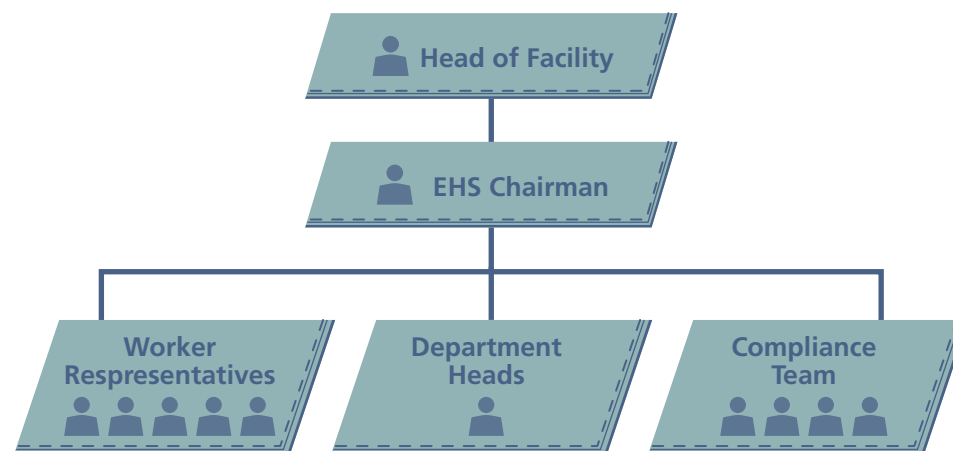 Head of Facility
EHS Chairman
Worker
Respresentatives
Department
Heads
Compliance
Team